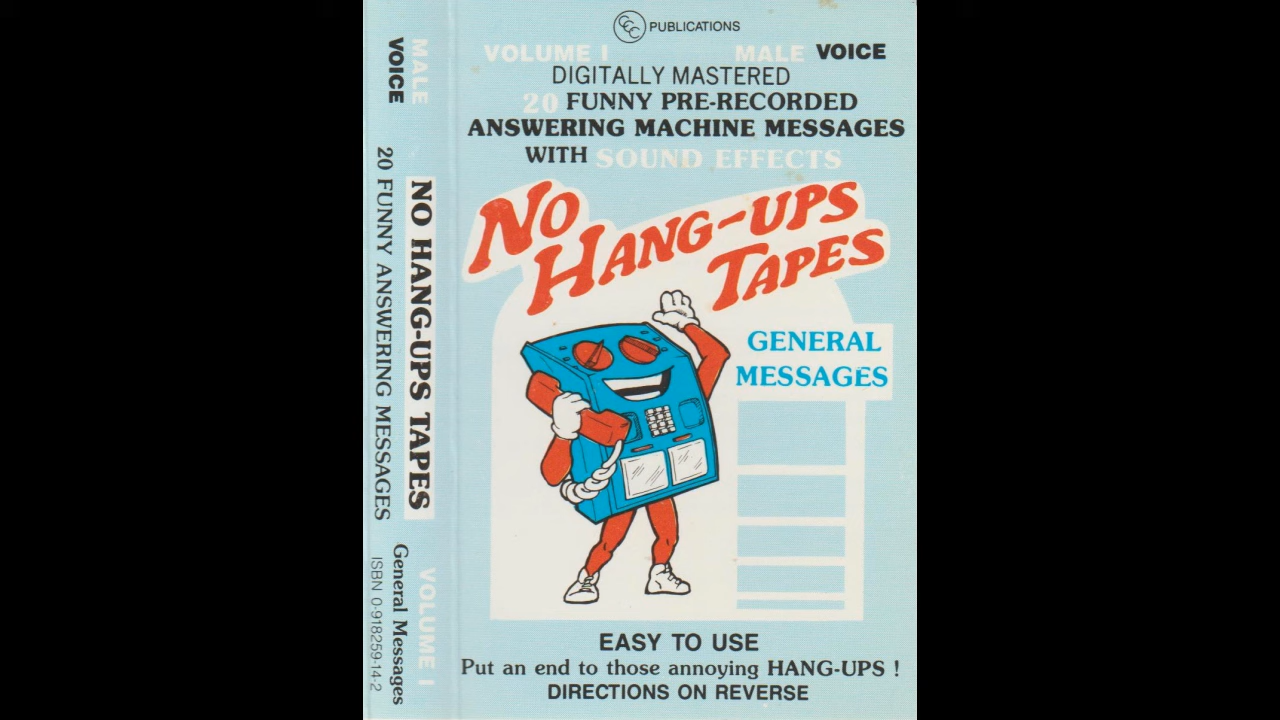 MALE
VOICE
NO HANG-UPS TAPES
20 FUNNY ANSWERING MESSAGES
VOLUME I
General Messages
ISBN 0-918259-14-2
CCC PUBLICATIONS
VOLUME I MALE VOICE
DIGITALLY MASTERED
20 FUNNY PRE-RECORDED
ANSWERING MACHINE MESSAGES
WITH SOUND EFFECTS
NO
HANG-UPS
TAPES
GENERAL
MESSAGES
EASY TO USE
Put an end to those annoying HANG-UPS !
DIRECTIONS ON REVERSE